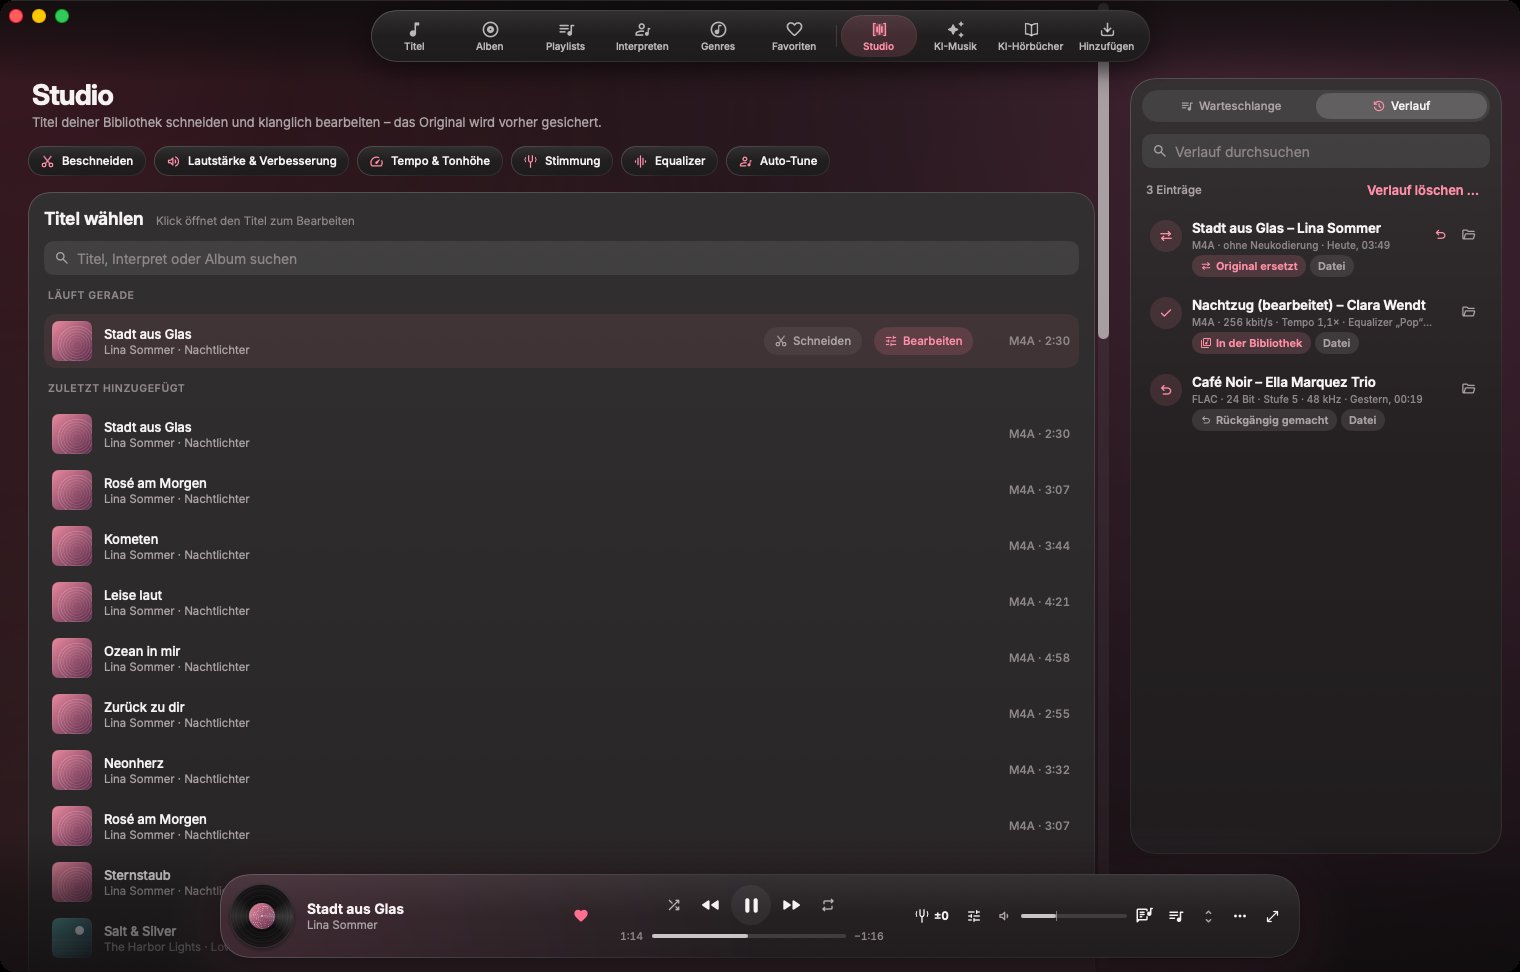 Titel
Alben
Playlists
Interpreten
Genres
Favoriten
Studio
KI-Musik
KI-Hörbücher
Hinzufügen
Studio
Titel deiner Bibliothek schneiden und klanglich bearbeiten – das Original wird vorher gesichert.
Beschneiden
Lautstärke & Verbesserung
Tempo & Tonhöhe
Stimmung
Equalizer
Auto-Tune
Titel wählen Klick öffnet den Titel zum Bearbeiten
Titel, Interpret oder Album suchen
LÄUFT GERADE
Stadt aus Glas
Lina Sommer · Nachtlichter
Schneiden
Bearbeiten
M4A · 2:30
ZULETZT HINZUGEFÜGT
Stadt aus Glas
Lina Sommer · Nachtlichter
M4A · 2:30
Rosé am Morgen
Lina Sommer · Nachtlichter
M4A · 3:07
Kometen
Lina Sommer · Nachtlichter
M4A · 3:44
Leise laut
Lina Sommer · Nachtlichter
M4A · 4:21
Ozean in mir
Lina Sommer · Nachtlichter
M4A · 4:58
Zurück zu dir
Lina Sommer · Nachtlichter
M4A · 2:55
Neonherz
Lina Sommer · Nachtlichter
M4A · 3:32
Rosé am Morgen
Lina Sommer · Nachtlichter
M4A · 3:07
Sternstaub
Lina Sommer ·
Salt & Silver
The Harbor Lights ·
Warteschlange
Verlauf
Verlauf durchsuchen
3 Einträge
Verlauf löschen ...
Stadt aus Glas – Lina Sommer
M4A · ohne Neukodierung · Heute, 03:49
Original ersetzt
Datei
Nachtzug (bearbeitet) – Clara Wendt
M4A · 256 kbit/s · Tempo 1,1× · Equalizer „Pop“...
In der Bibliothek
Datei
Café Noir – Ella Marquez Trio
FLAC · 24 Bit · Stufe 5 · 48 kHz · Gestern, 00:19
Rückgängig gemacht
Datei
Stadt aus Glas
Lina Sommer
1:14
−1:16
±0